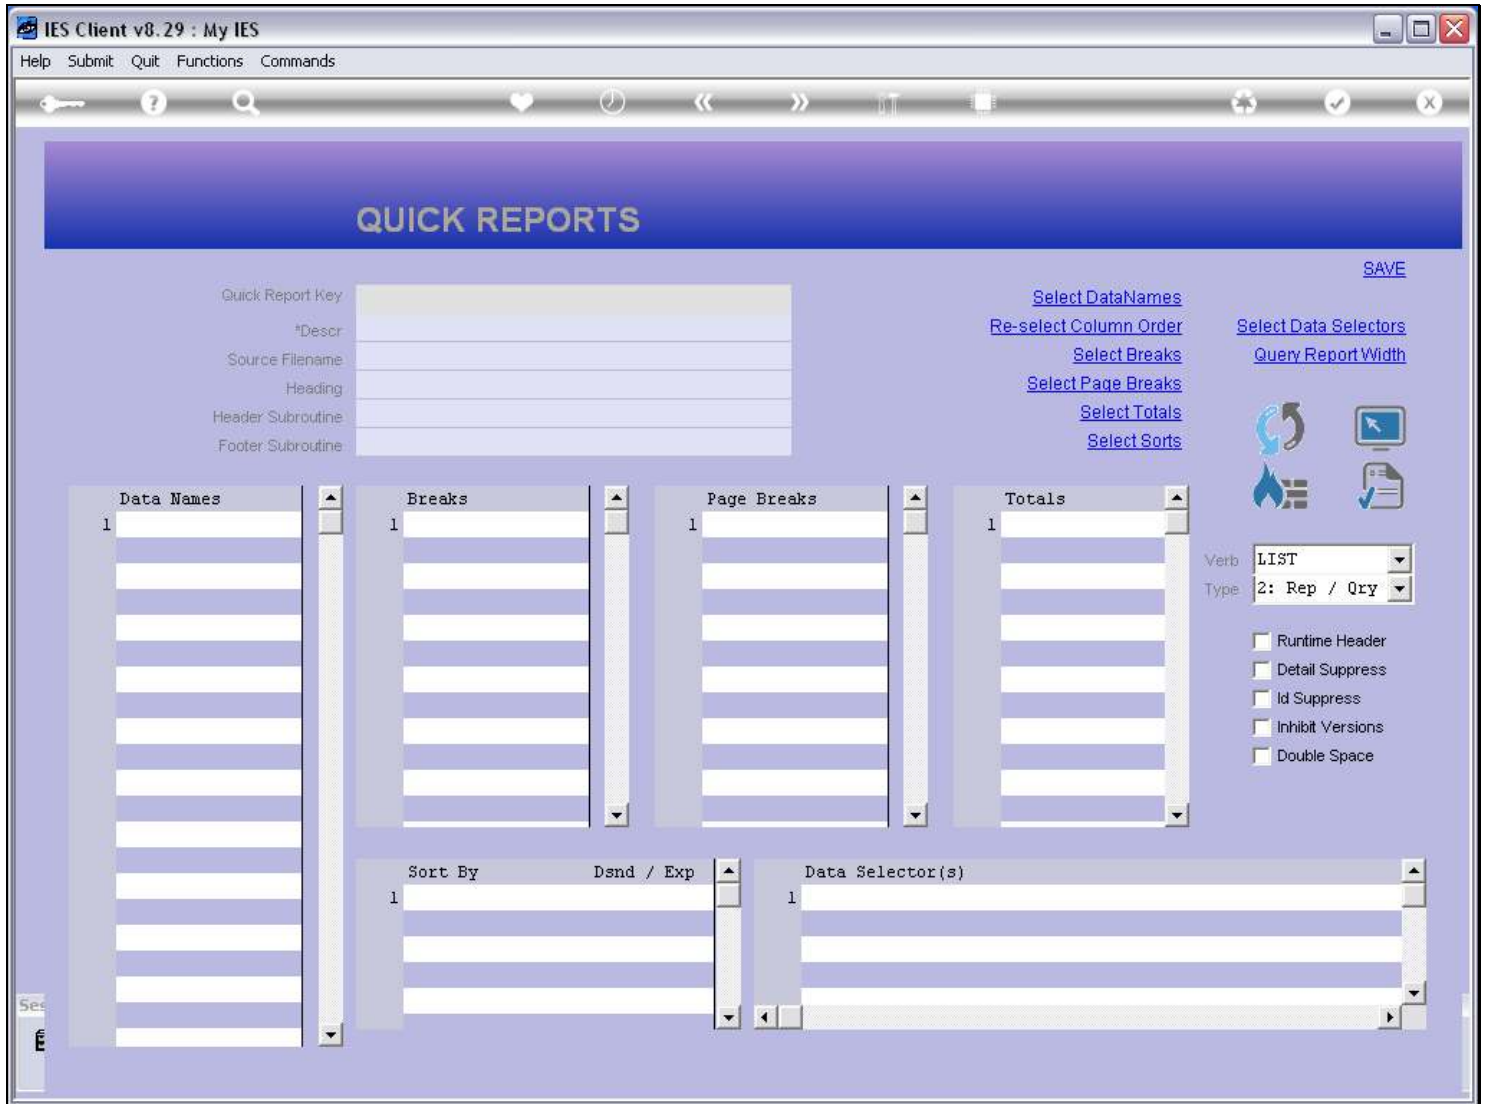 IES Client v8.29 : My IES
Help Submit Quit Functions Commands
QUICK REPORTS
SAVE
Quick Report Key
Select DataNames
*Descr
Re-select Column Order
Select Data Selectors
Source Filename
Select Breaks
Query Report Width
Heading
Select Page Breaks
Header Subroutine
Select Totals
Footer Subroutine
Select Sorts
Data Names
Breaks
Page Breaks
Totals
1
1
1
1
Verb LIST
Type 2: Rep / Qry
Runtime Header
Detail Suppress
Id Suppress
Inhibit Versions
Double Space
Sort By Dsnd / Exp
Data Selector(s)
1
1
Ses